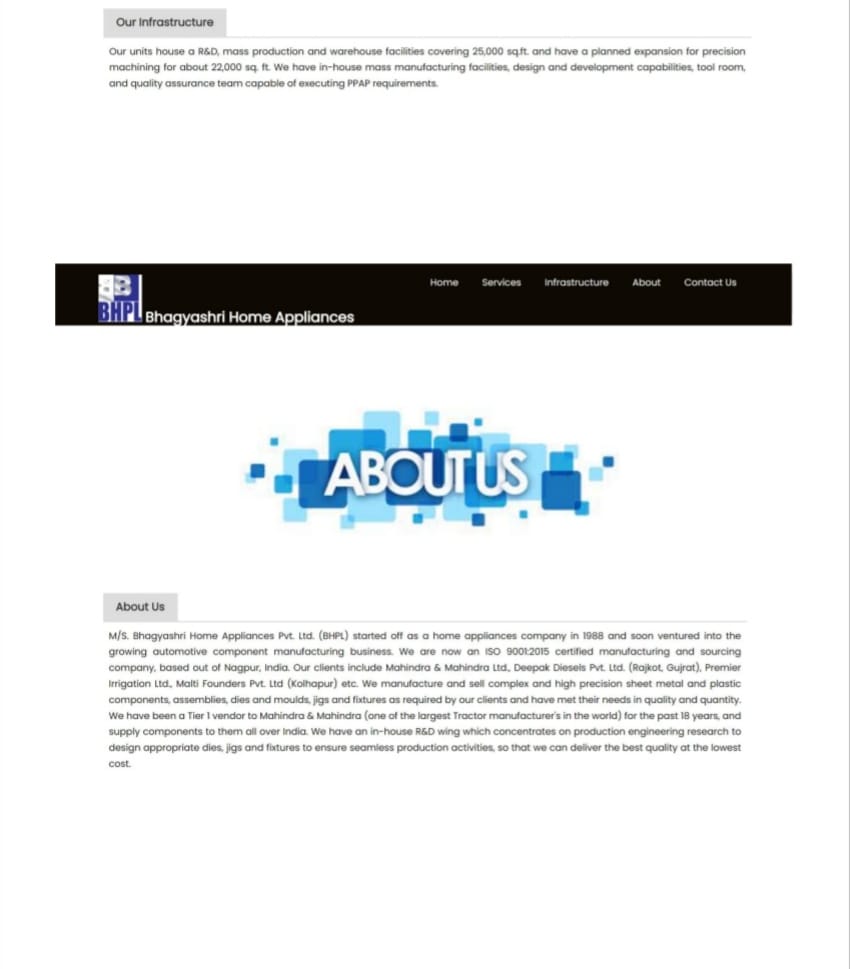 Our Infrastructure
Our units house a R&D, mass production and warehouse facilities covering 25,000 sq.ft. and have a planned expansion for precision
machining for about 22,000 sq. ft. We have in-house mass manufacturing facilities, design and development capabilities, tool room,
and quality assurance team capable of executing PPAP requirements.
Home Services Infrastructure About Contact Us
BHPL Bhagyashri Home Appliances
ABOUT US
About Us
M/S. Bhagyashri Home Appliances Pvt. Ltd. (BHPL) started off as a home appliances company in 1988 and soon ventured into the
growing automotive component manufacturing business. We are now an ISO 9001:2015 certified manufacturing and sourcing
company, based out of Nagpur, India. Our clients include Mahindra & Mahindra Ltd., Deepak Diesels Pvt. Ltd. (Rajkot, Gujrat), Premier
Irrigation Ltd., Malti Founders Pvt. Ltd (Kolhapur) etc. We manufacture and sell complex and high precision sheet metal and plastic
components, assemblies, dies and moulds, jigs and fixtures as required by our clients and have met their needs in quality and quantity.
We have been a Tier 1 vendor to Mahindra & Mahindra (one of the largest Tractor manufacturer's in the world) for the past 18 years, and
supply components to them all over India. We have an in-house R&D wing which concentrates on production engineering research to
design appropriate dies, jigs and fixtures to ensure seamless production activities, so that we can deliver the best quality at the lowest
cost.